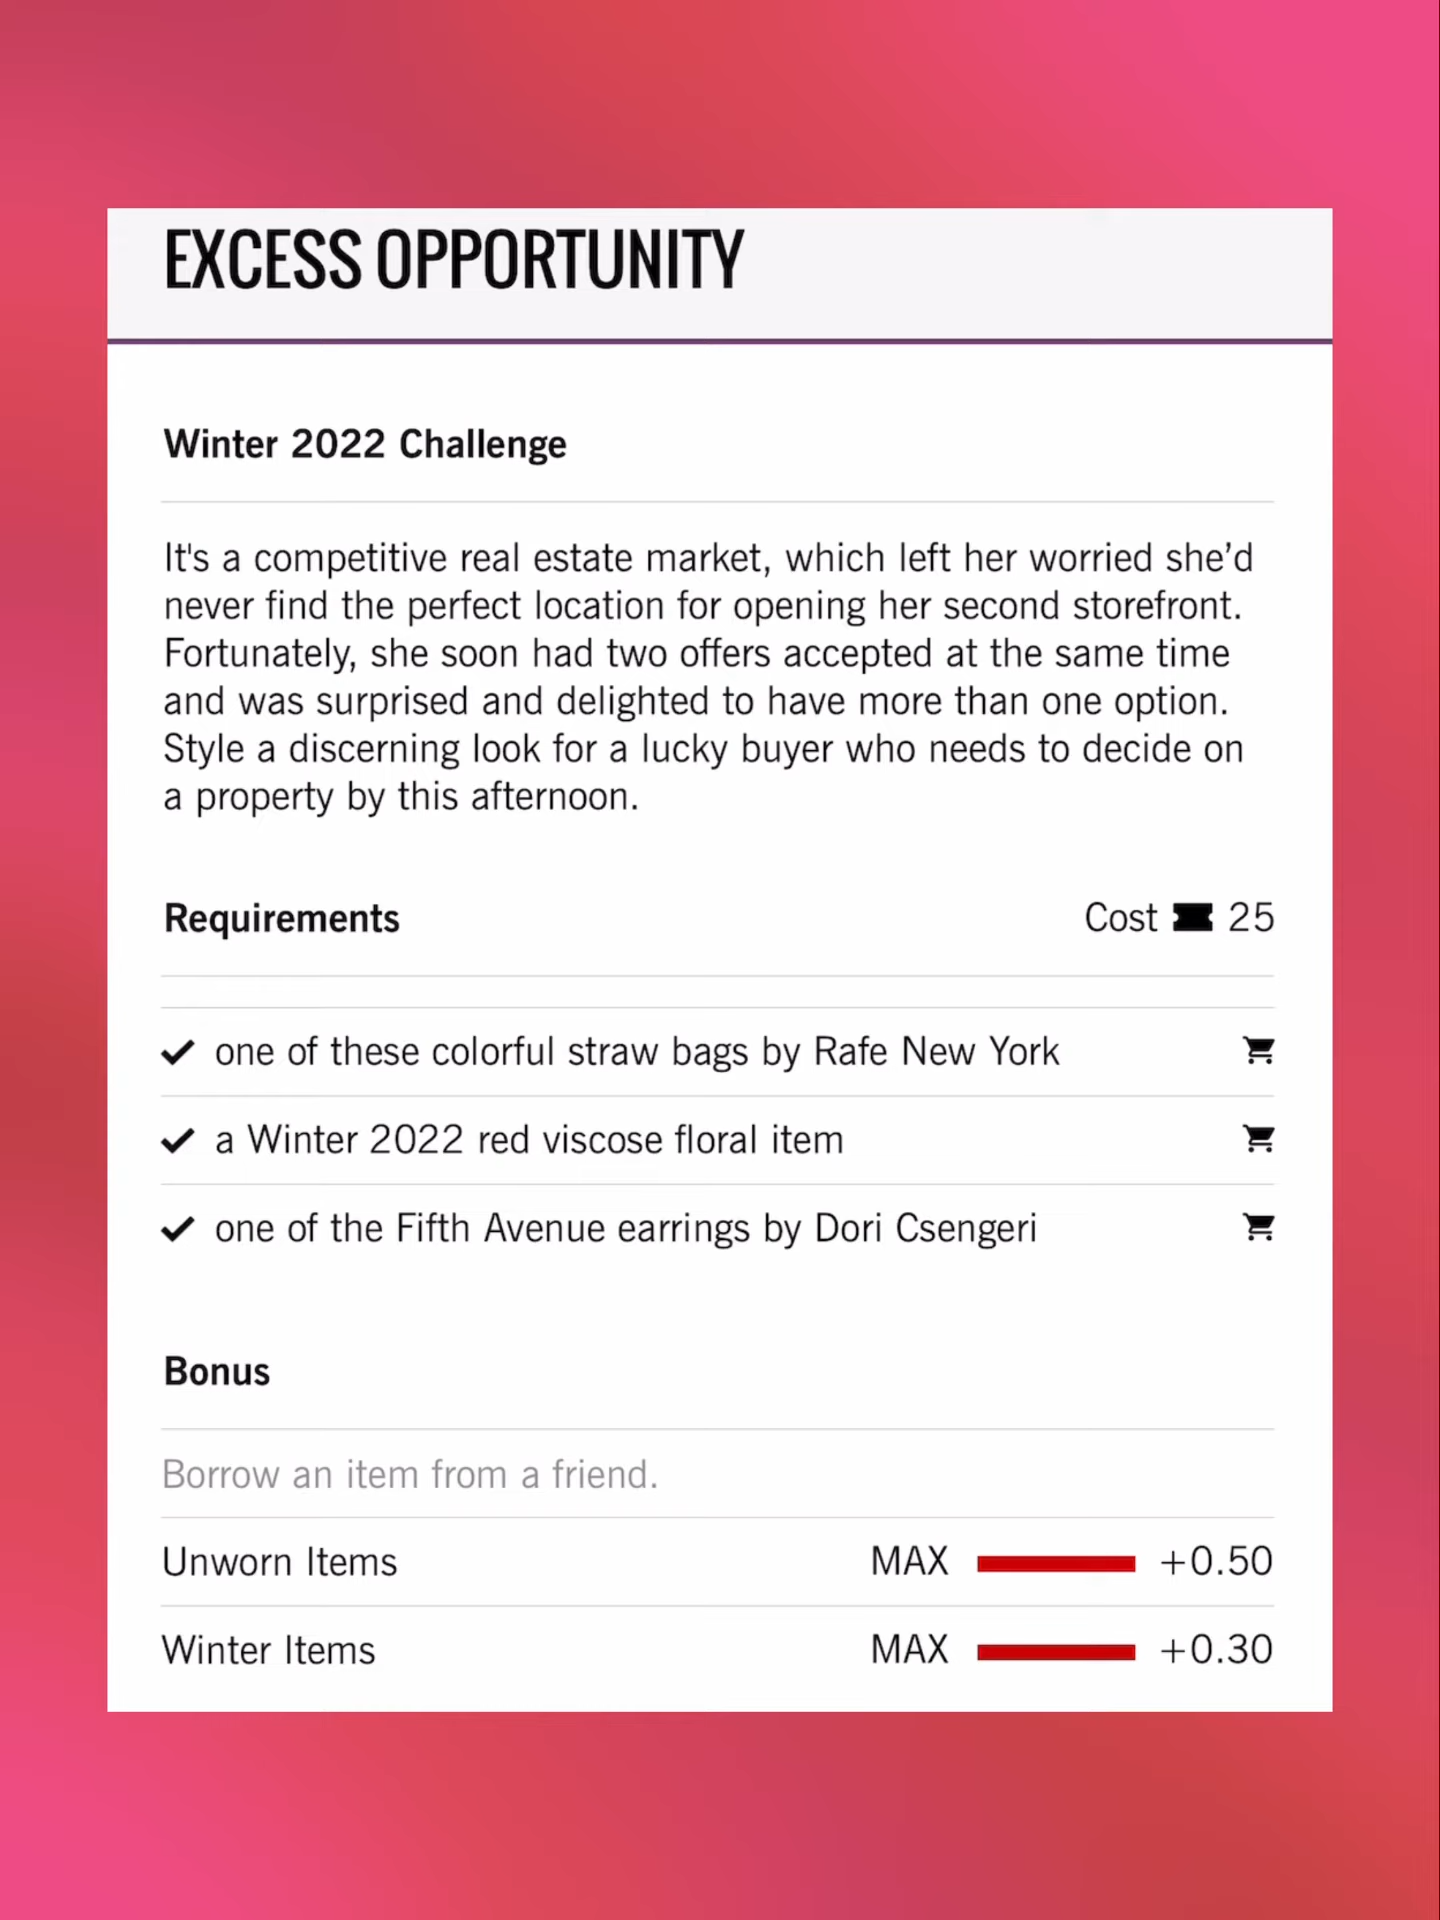 EXCESS OPPORTUNITY
Winter 2022 Challenge
It's a competitive real estate market, which left her worried she’d
never find the perfect location for opening her second storefront.
Fortunately, she soon had two offers accepted at the same time
and was surprised and delighted to have more than one option.
Style a discerning look for a lucky buyer who needs to decide on
a property by this afternoon.
Requirements Cost 25
one of these colorful straw bags by Rafe New York
a Winter 2022 red viscose floral item
one of the Fifth Avenue earrings by Dori Csengeri
Bonus
Borrow an item from a friend.
Unworn Items MAX +0.50
Winter Items MAX +0.30